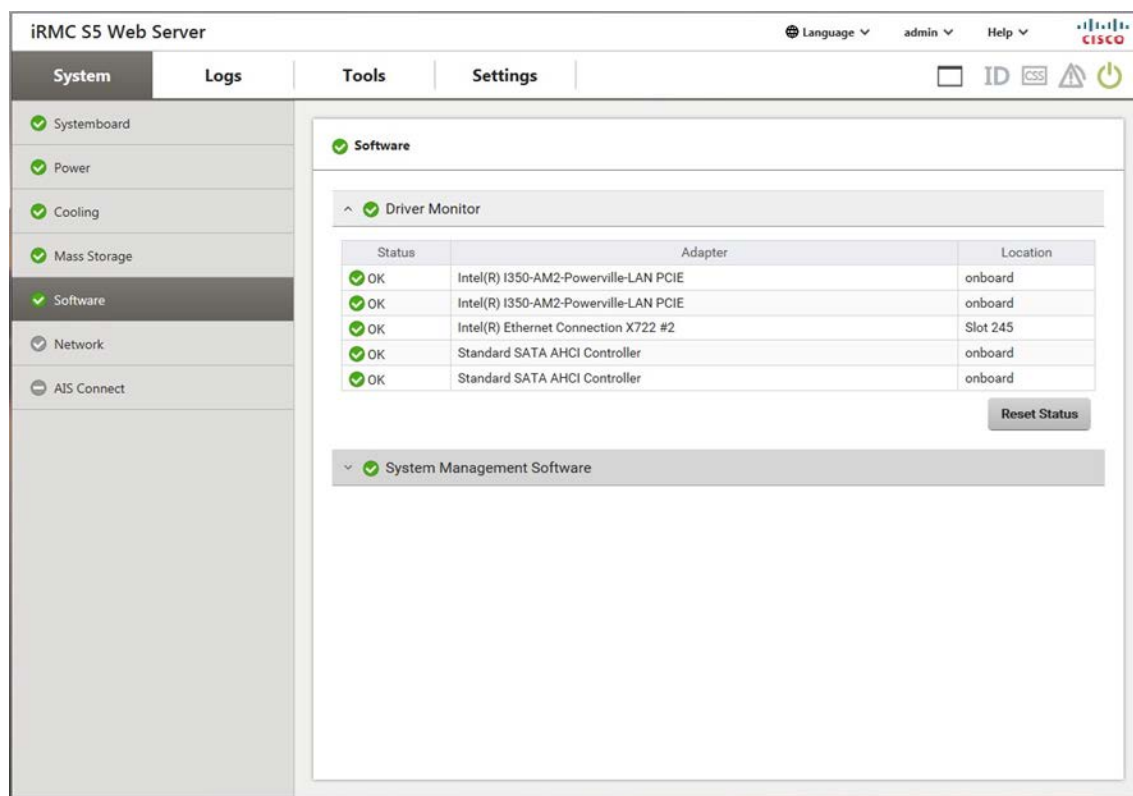 iRMC S5 Web Server
Language admin Help CISCO
System Logs Tools Settings ID CSS
Systemboard
Power
Cooling
Mass Storage
Software
Network
AIS Connect
Software
Driver Monitor
Status Adapter Location
OK Intel(R) I350-AM2-Powerville-LAN PCIE onboard
OK Intel(R) I350-AM2-Powerville-LAN PCIE onboard
OK Intel(R) Ethernet Connection X722 #2 Slot 245
OK Standard SATA AHCI Controller onboard
OK Standard SATA AHCI Controller onboard
Reset Status
System Management Software